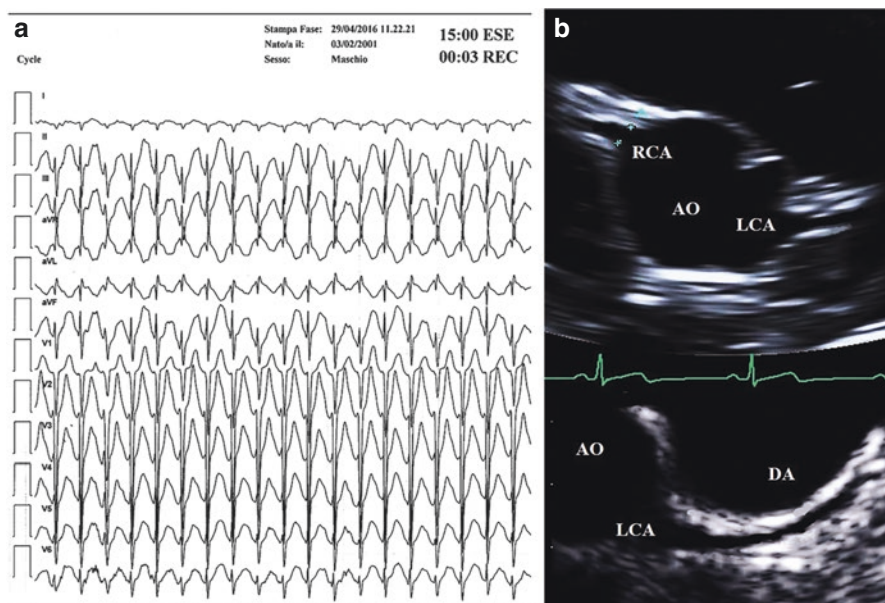 a
Stampa Fase: 29/04/2016 11.22.21
Nato/a il: 03/02/2001
Sesso: Maschio
15:00 ESE
00:03 REC
Cycle
I
II
III
aVR
aVL
aVF
V1
V2
V3
V4
V5
V6
b
RCA
AO
LCA
AO
DA
LCA